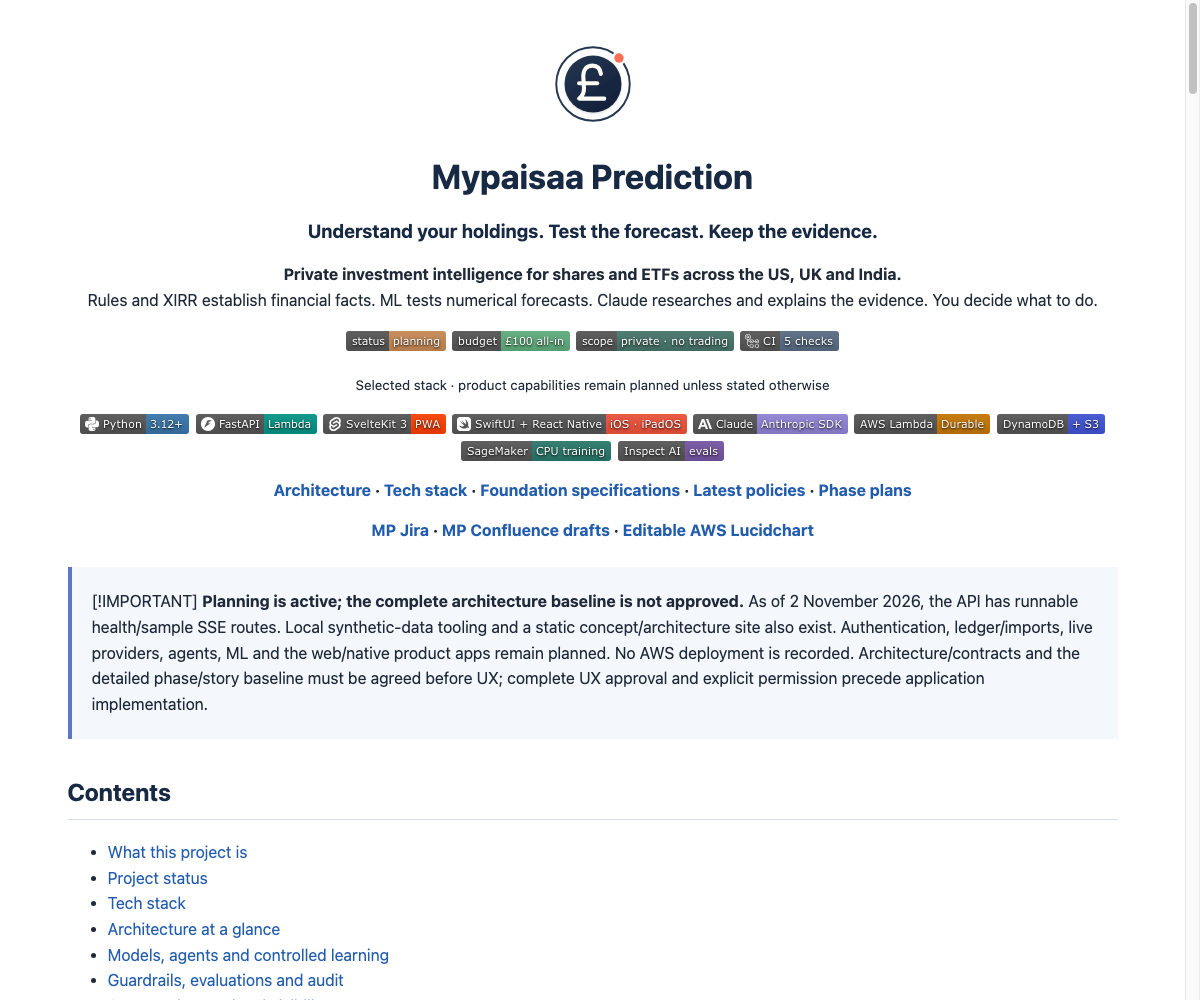 £
Mypaisaa Prediction
Understand your holdings. Test the forecast. Keep the evidence.
Private investment intelligence for shares and ETFs across the US, UK and India.
Rules and XIRR establish financial facts. ML tests numerical forecasts. Claude researches and explains the evidence. You decide what to do.
status planning budget £100 all-in scope private · no trading CI 5 checks
Selected stack · product capabilities remain planned unless stated otherwise
Python 3.12+ FastAPI Lambda SvelteKit 3 PWA SwiftUI + React Native iOS · iPadOS Claude Anthropic SDK AWS Lambda Durable DynamoDB + S3
SageMaker CPU training Inspect AI evals
Architecture · Tech stack · Foundation specifications · Latest policies · Phase plans
MP Jira · MP Confluence drafts · Editable AWS Lucidchart
[!IMPORTANT] Planning is active; the complete architecture baseline is not approved. As of 2 November 2026, the API has runnable
health/sample SSE routes. Local synthetic-data tooling and a static concept/architecture site also exist. Authentication, ledger/imports, live
providers, agents, ML and the web/native product apps remain planned. No AWS deployment is recorded. Architecture/contracts and the
detailed phase/story baseline must be agreed before UX; complete UX approval and explicit permission precede application
implementation.
Contents
What this project is
Project status
Tech stack
Architecture at a glance
Models, agents and controlled learning
Guardrails, evaluations and audit